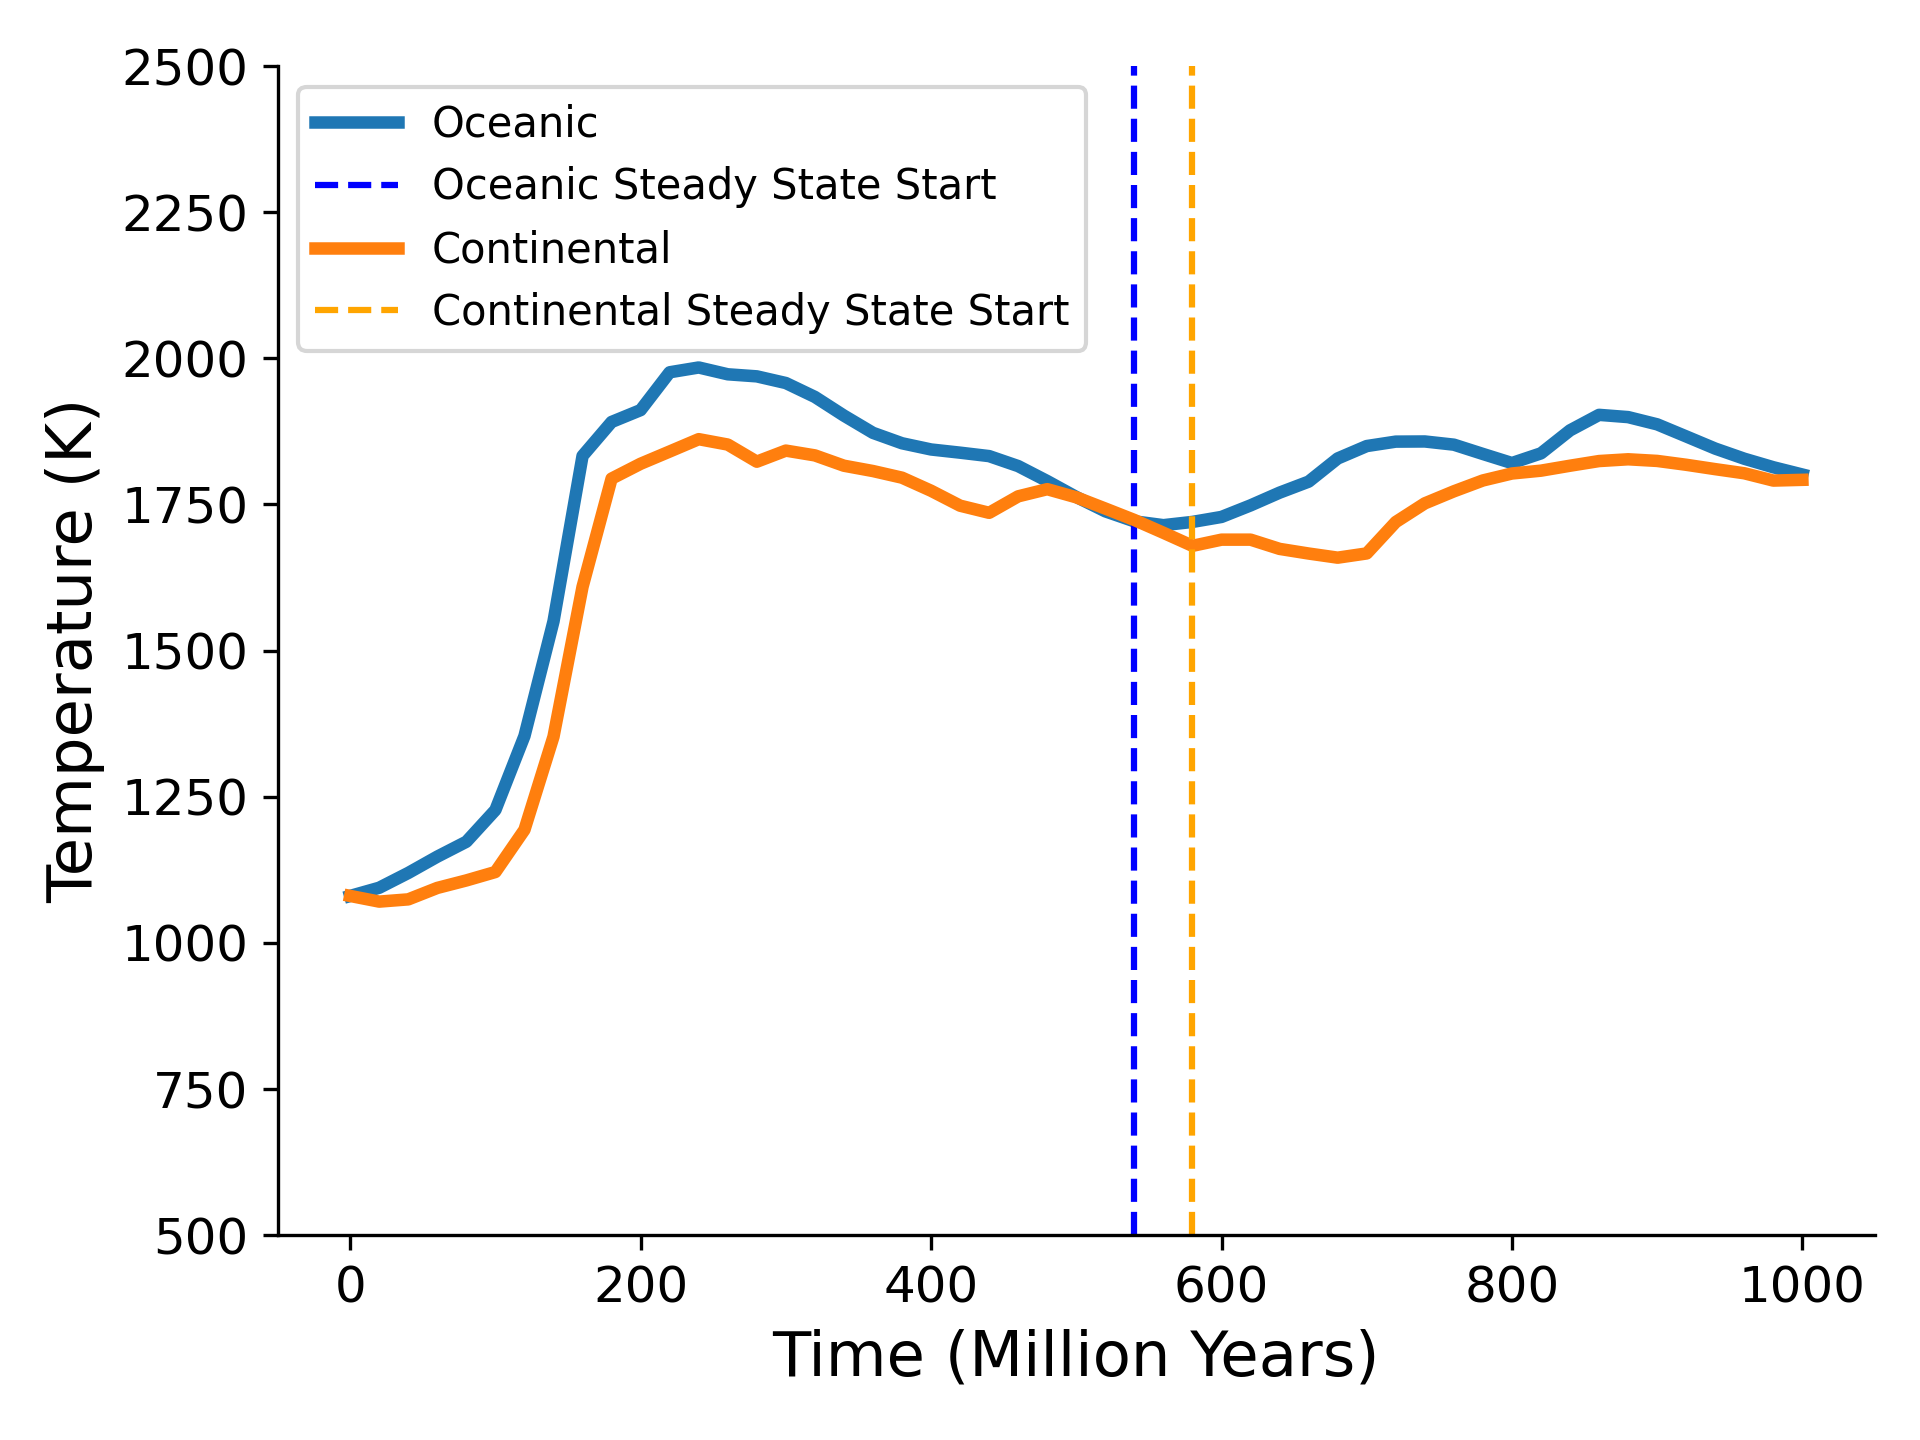 2500
2250
2000
1750
1500
1250
1000
750
500
Temperature (K)
Oceanic
Oceanic Steady State Start
Continental
Continental Steady State Start
0 200 400 600 800 1000
Time (Million Years)